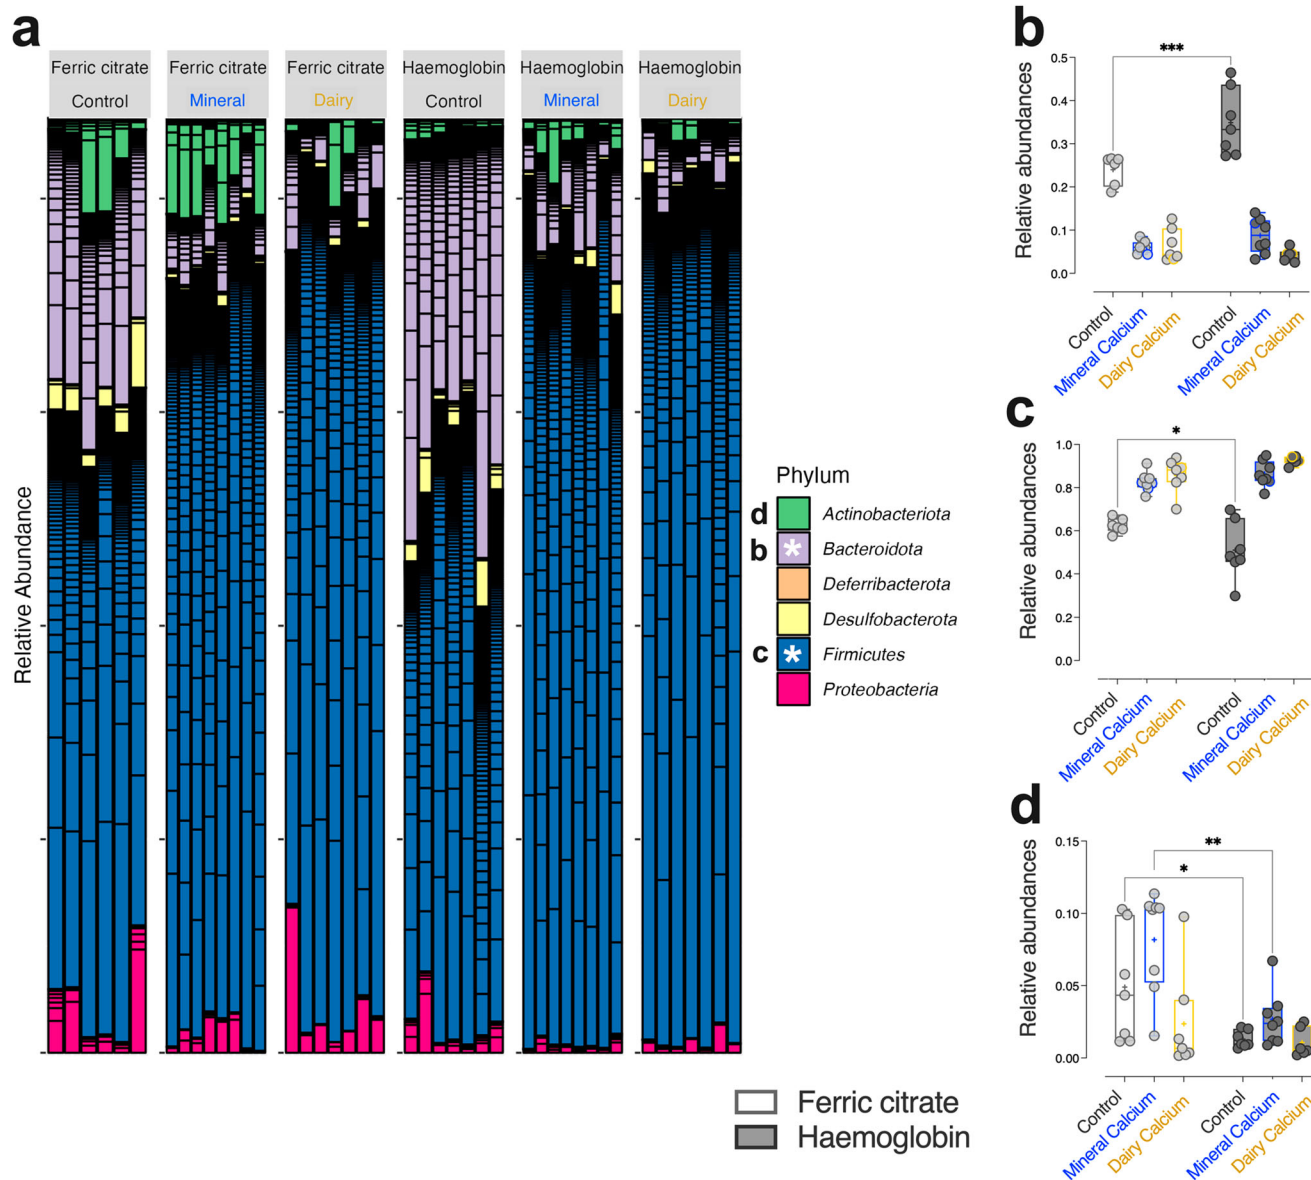 a
Ferric citrate
Control
Ferric citrate
Mineral
Ferric citrate
Dairy
Haemoglobin
Control
Haemoglobin
Mineral
Haemoglobin
Dairy
Relative Abundance
Phylum
d Actinobacteriota
b * Bacteroidota
Deferribacterota
Desulfobacterota
c * Firmicutes
Proteobacteria
Ferric citrate
Haemoglobin
b
Relative abundances
0.5
0.4
0.3
0.2
0.1
0.0
***
Control
Mineral Calcium
Dairy Calcium
Control
Mineral Calcium
Dairy Calcium
c
Relative abundances
1.0
0.8
0.6
0.4
0.2
0.0
*
Control
Mineral Calcium
Dairy Calcium
Control
Mineral Calcium
Dairy Calcium
d
Relative abundances
0.15
0.10
0.05
0.00
**
*
Control
Mineral Calcium
Dairy Calcium
Control
Mineral Calcium
Dairy Calcium